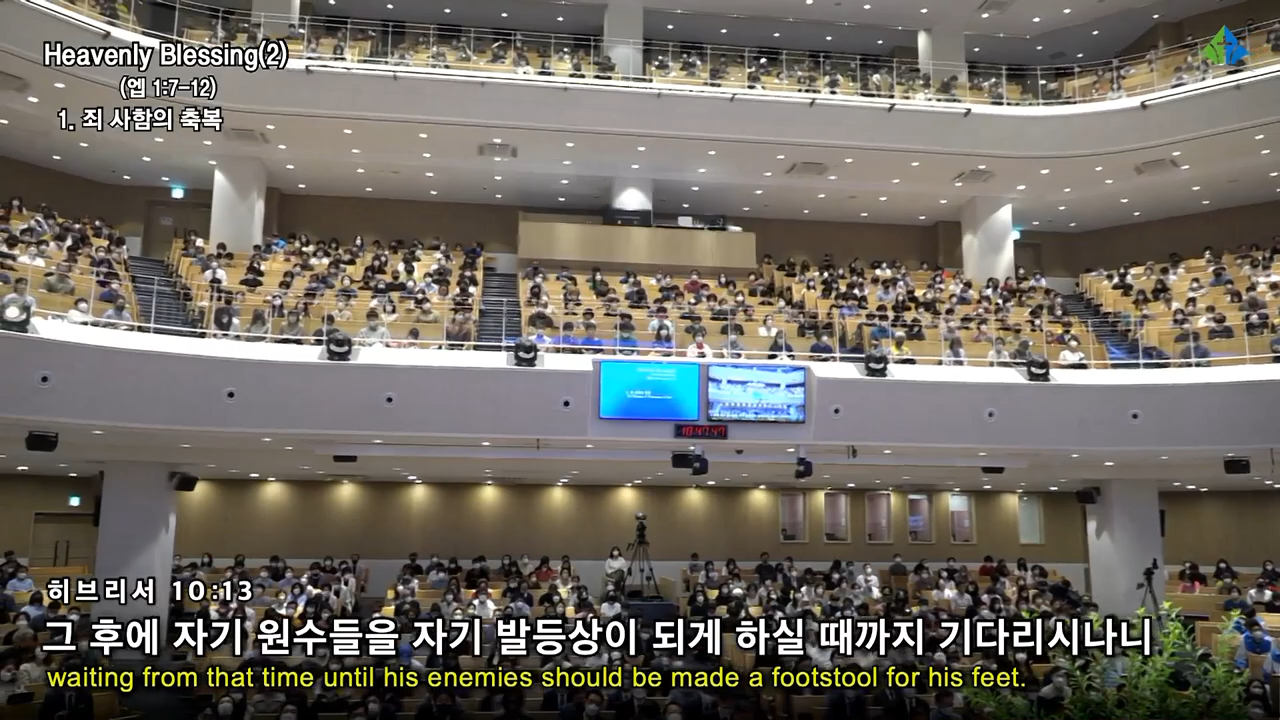 Heavenly Blessing(2)
(엡 1:7-12)
1. 죄 사함의 축복
10:47:47
히브리서 10:13
그 후에 자기 원수들을 자기 발등상이 되게 하실 때까지 기다리시나니
waiting from that time until his enemies should be made a footstool for his feet.